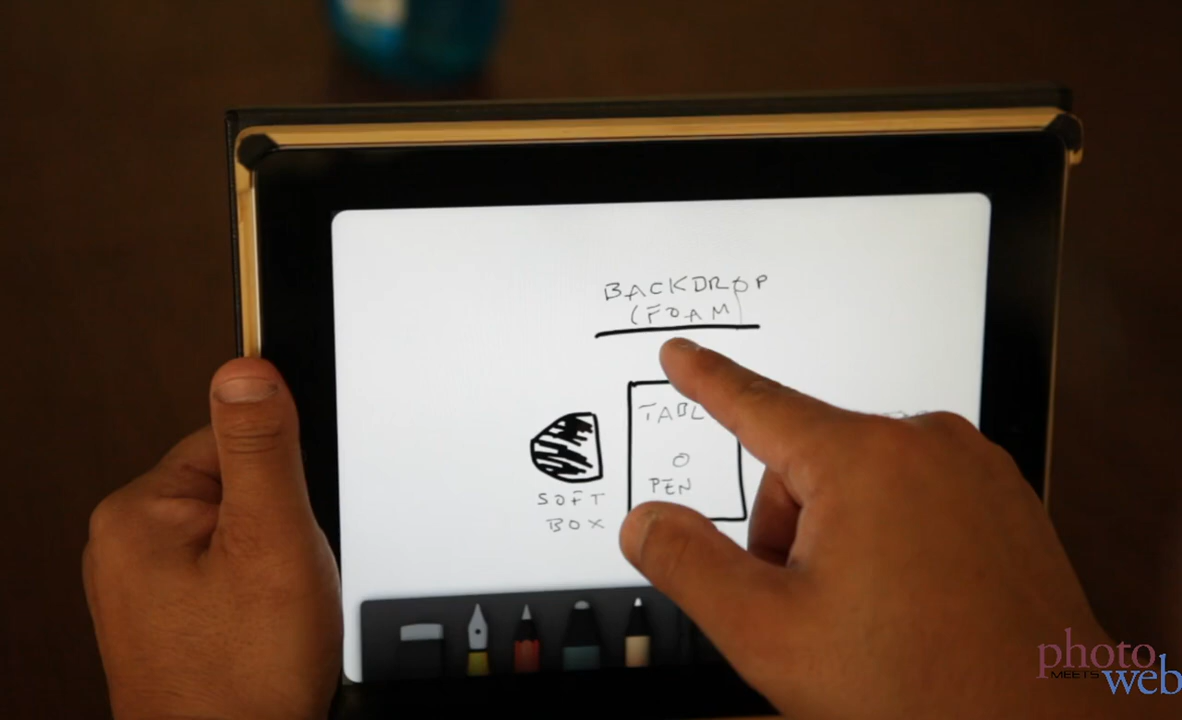 BACKDROP
(FOAM)
TABL
PEN
SOFT
BOX
photo
MEETS
web